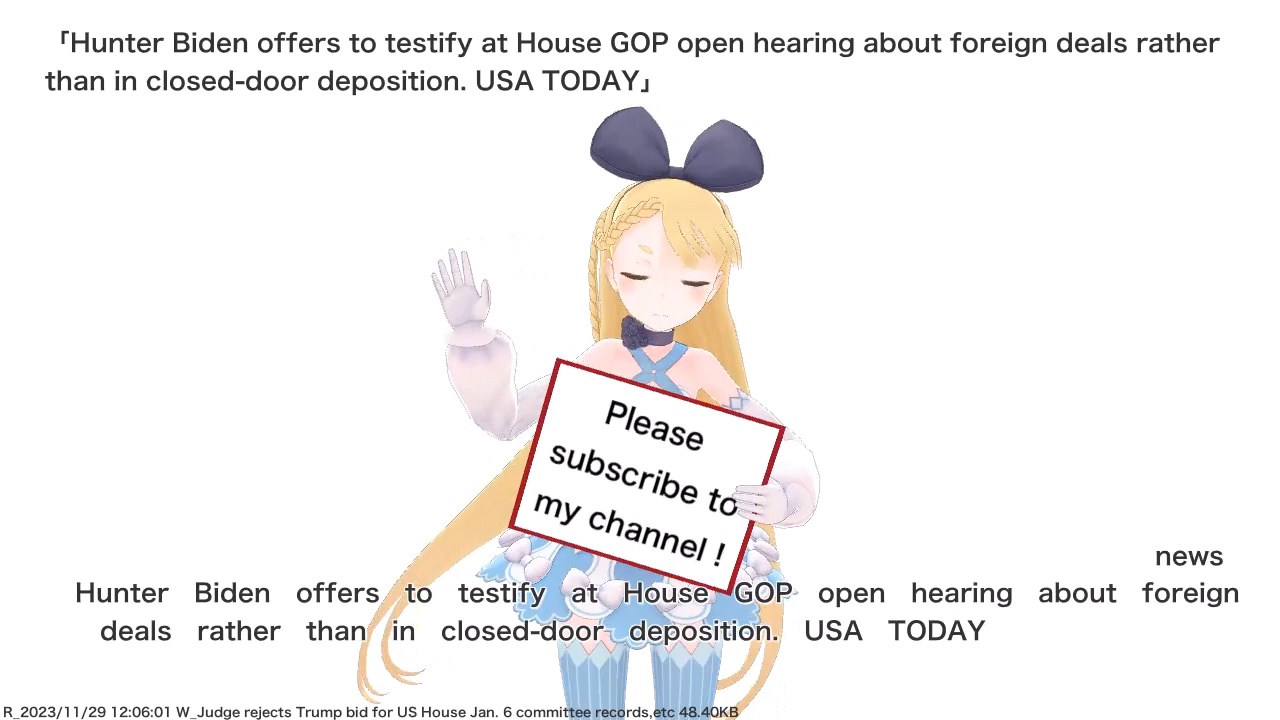 「Hunter Biden offers to testify at House GOP open hearing about foreign deals rather
than in closed-door deposition. USA TODAY」
Please
subscribe to
my channel !
news
Hunter Biden offers to testify at House GOP open hearing about foreign
deals rather than in closed-door deposition. USA TODAY
R_2023/11/29 12:06:01 W_Judge rejects Trump bid for US House Jan. 6 committee records,etc 48.40KB